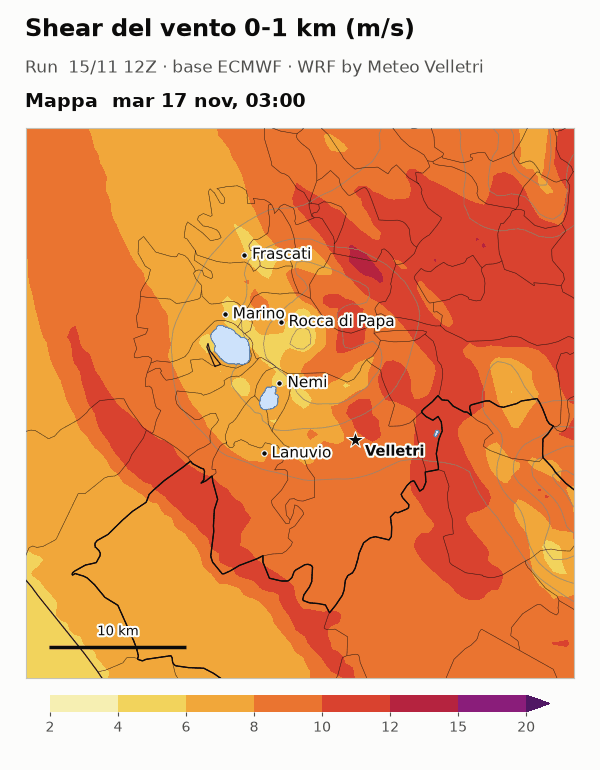 Shear del vento 0-1 km (m/s)
Run  15/11 12Z · base ECMWF · WRF by Meteo Velletri
Mappa  mar 17 nov, 03:00
Frascati
Marino
Rocca di Papa
Nemi
Velletri
Lanuvio
10 km
2 4 6 8 10 12 15 20